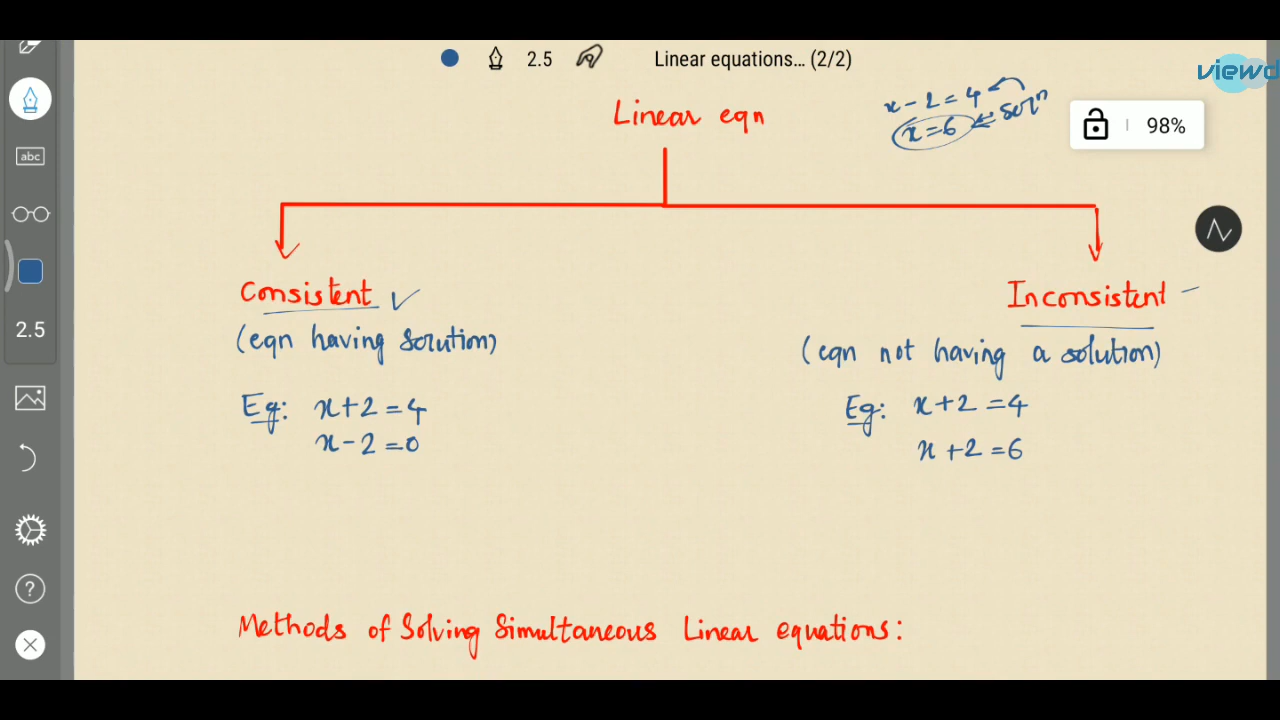 2.5
Linear equations… (2/2)
viewd
x-2=4
x=6
soln
Linear eqn
98%
abc
2.5
Consistent ✓
(eqn having solution)
Eg: x+2=4
x-2=0
Inconsistent
(eqn not having a solution)
Eg: x+2=4
x+2=6
?
Methods of Solving Simultaneous Linear equations: